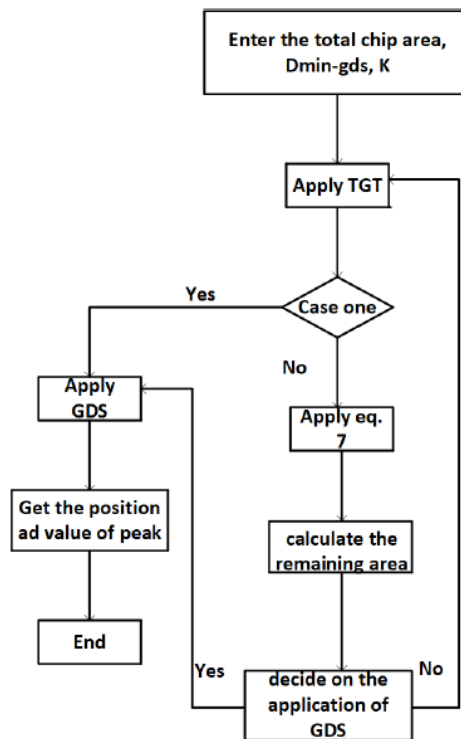 Enter the total chip area,
Dmin-gds, K
Apply TGT
Yes
Case one
No
Apply
GDS
Apply eq.
7
Get the position
ad value of peak
calculate the
remaining area
End
Yes
decide on the
application of
GDS
No